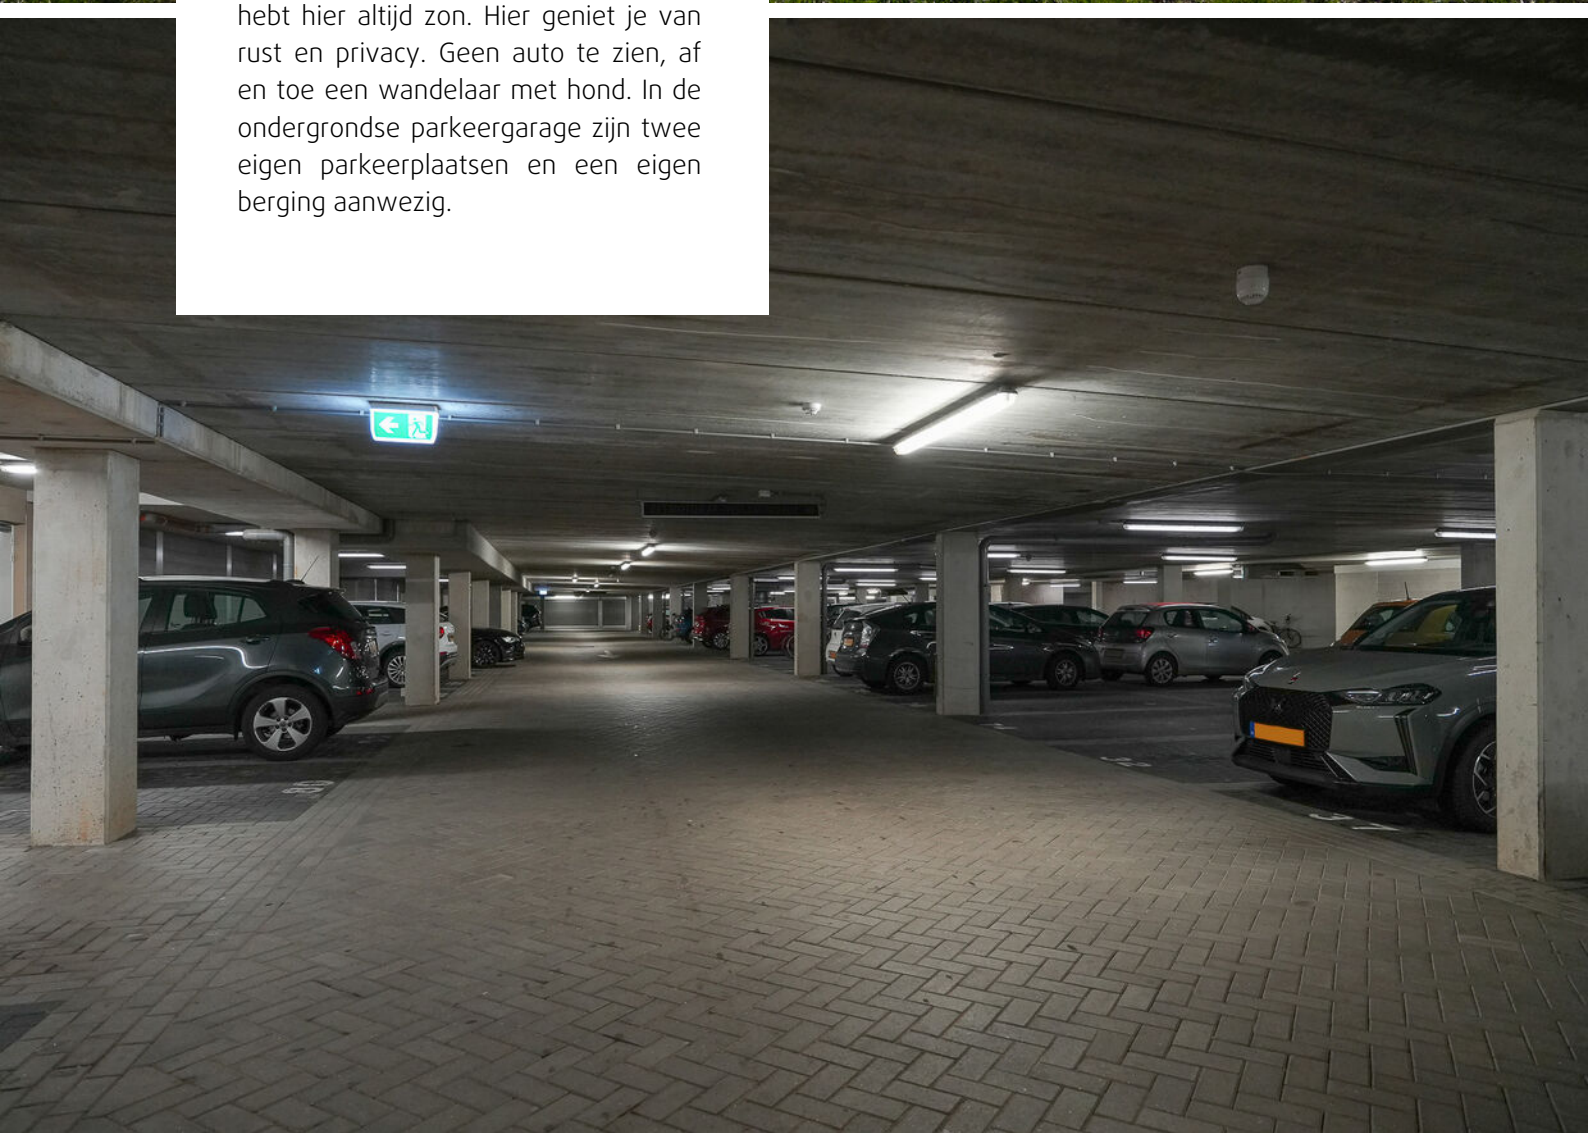 hebt hier altijd zon. Hier geniet je van
rust en privacy. Geen auto te zien, af
en toe een wandelaar met hond. In de
ondergrondse parkeergarage zijn twee
eigen parkeerplaatsen en een eigen
berging aanwezig.